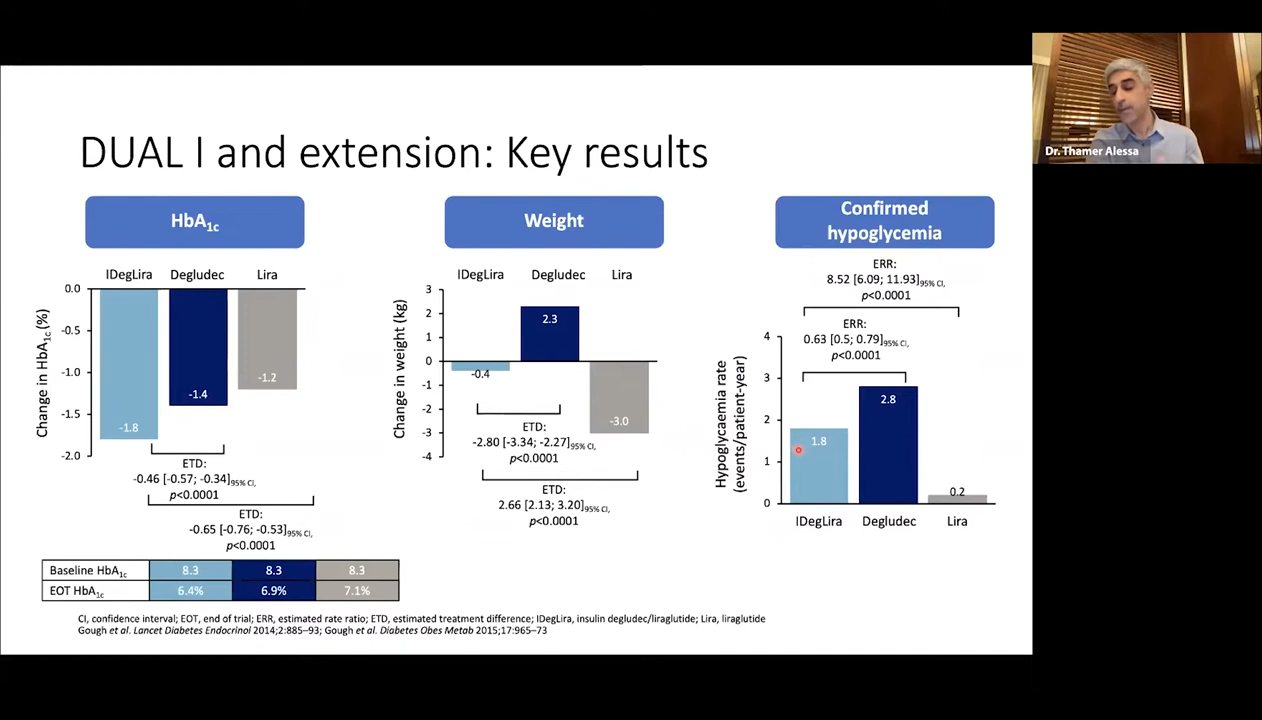 Dr. Thamer Alessa
DUAL I and extension: Key results
HbA1c
IDegLira Degludec Lira
Change in HbA1c (%)
0.0
-0.5
-1.0
-1.5
-2.0
-1.8
-1.4
-1.2
ETD:
-0.46 [-0.57; -0.34]95% CI,
p<0.0001
ETD:
-0.65 [-0.76; -0.53]95% CI,
p<0.0001
Weight
IDegLira Degludec Lira
Change in weight (kg)
3
2
1
0
-1
-2
-3
-4
-0.4
2.3
-3.0
ETD:
-2.80 [-3.34; -2.27]95% CI,
p<0.0001
ETD:
2.66 [2.13; 3.20]95% CI,
p<0.0001
Confirmed
hypoglycemia
ERR:
8.52 [6.09; 11.93]95% CI,
p<0.0001
ERR:
0.63 [0.5; 0.79]95% CI,
p<0.0001
Hypoglycaemia rate
(events/patient-year)
4
3
2
1
0
1.8
2.8
0.2
IDegLira Degludec Lira
Baseline HbA1c 8.3 8.3 8.3
EOT HbA1c 6.4% 6.9% 7.1%
CI, confidence interval; EOT, end of trial; ERR, estimated rate ratio; ETD, estimated treatment difference; IDegLira, insulin degludec/liraglutide; Lira, liraglutide
Gough et al. Lancet Diabetes Endocrinol 2014;2:885–93; Gough et al. Diabetes Obes Metab 2015;17:965–73